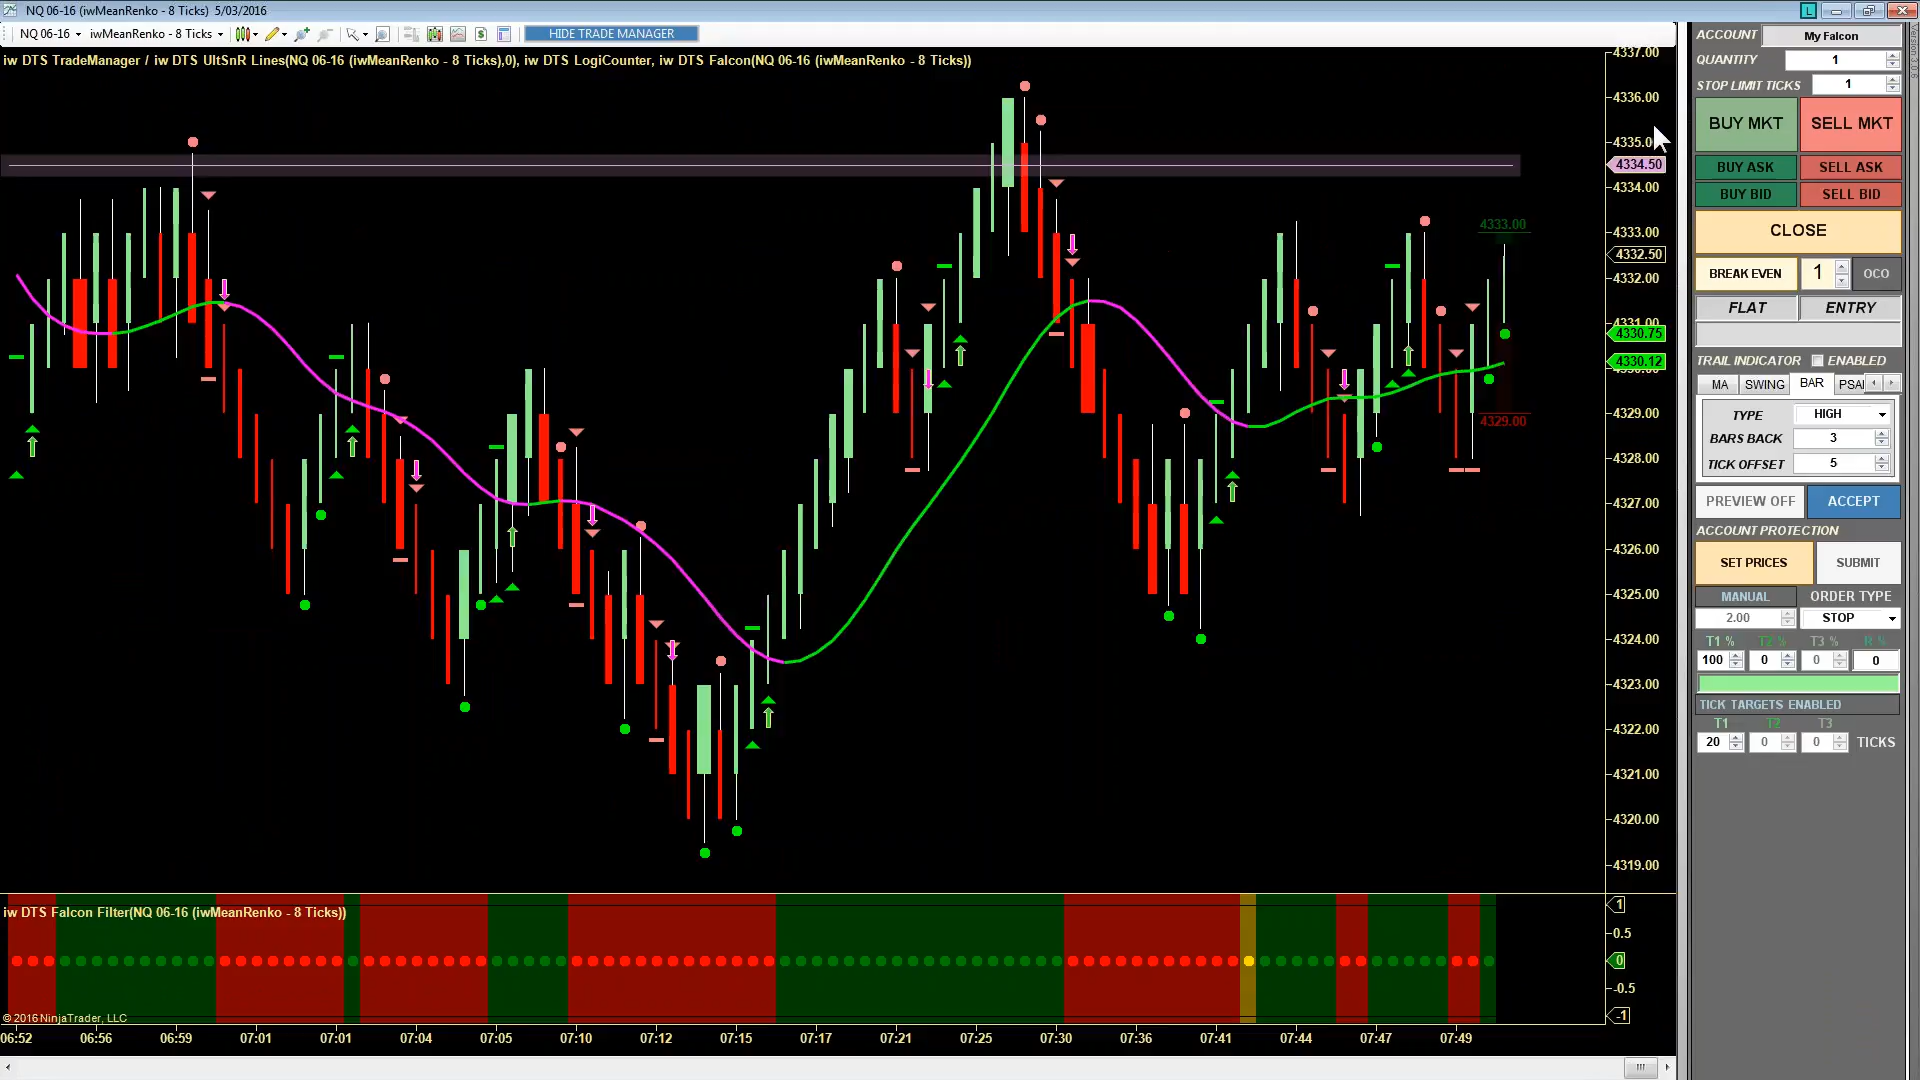 NQ 06-16 (iwMeanRenko - 8 Ticks)  5/03/2016
L
NQ 06-16 iwMeanRenko - 8 Ticks $ HIDE TRADE MANAGER
iw DTS TradeManager / iw DTS UltSnR Lines(NQ 06-16 (iwMeanRenko - 8 Ticks),0), iw DTS LogiCounter, iw DTS Falcon(NQ 06-16 (iwMeanRenko - 8 Ticks))
4337.00
4336.00
4335.00
4334.50
4334.00
4333.00
4333.00
4332.50
4332.00
4331.00
4330.75
4330.12
4329.00
4329.00
4328.00
4327.00
4326.00
4325.00
4324.00
4323.00
4322.00
4321.00
4320.00
4319.00
iw DTS Falcon Filter(NQ 06-16 (iwMeanRenko - 8 Ticks))
1
0.5
0
-0.5
-1
© 2016 NinjaTrader, LLC
06:52 06:56 06:59 07:01 07:01 07:04 07:05 07:10 07:12 07:15 07:17 07:21 07:25 07:30 07:36 07:41 07:44 07:47 07:49
ACCOUNT My Falcon
QUANTITY 1
STOP LIMIT TICKS 1
BUY MKT SELL MKT
BUY ASK SELL ASK
BUY BID SELL BID
CLOSE
BREAK EVEN 1 OCO
FLAT ENTRY
TRAIL INDICATOR ENABLED
MA SWING BAR PSAI
TYPE HIGH
BARS BACK 3
TICK OFFSET 5
PREVIEW OFF ACCEPT
ACCOUNT PROTECTION
SET PRICES SUBMIT
MANUAL ORDER TYPE
2.00 STOP
T1 % T2 % T3 % R %
100 0 0 0
TICK TARGETS ENABLED
T1 T2 T3
20 0 0 TICKS